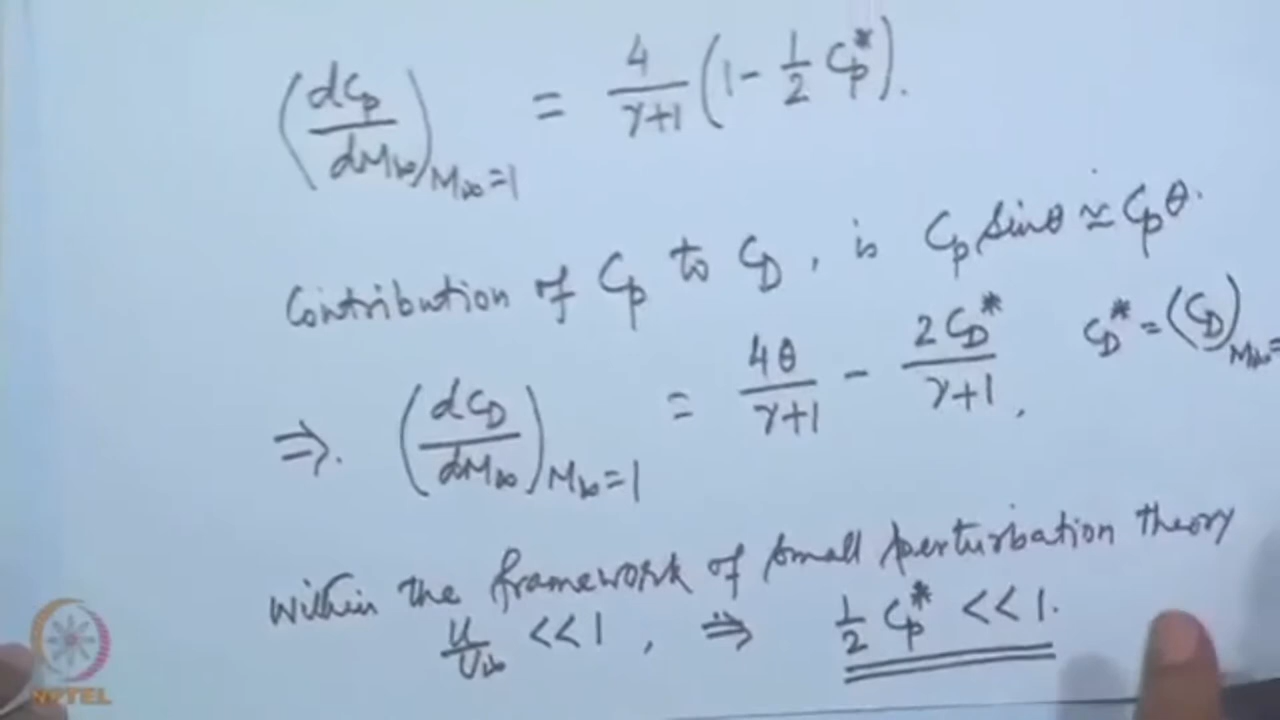 (dCp/dM∞)M∞=1 = 4/γ+1 (1 - 1/2 Cp*).
Contribution of Cp to CD, is Cp sinθ ≃ Cpθ.
⇒. (dCD/dM∞)M∞=1 = 4θ/γ+1 - 2CD*/γ+1, CD* = (CD)M∞=
within the framework of small perturbation theory
u/U∞ << 1, ⇒ 1/2 Cp* << 1.
NPTEL